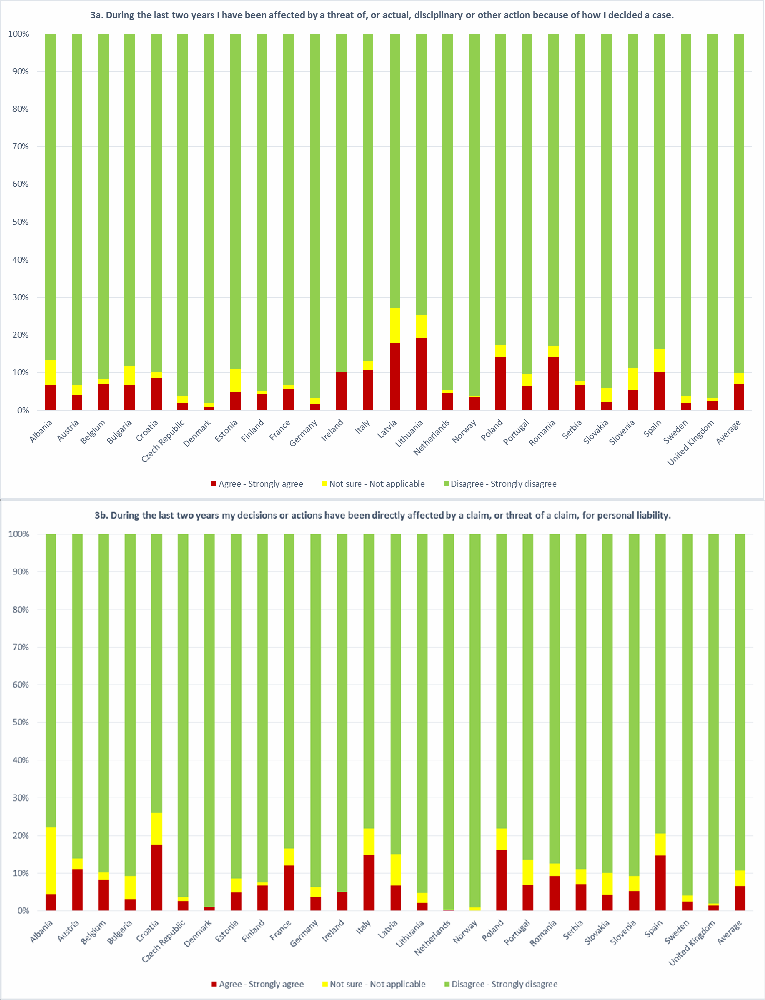 3a. During the last two years I have been affected by a threat of, or actual, disciplinary or other action because of how I decided a case.
100%
90%
80%
70%
60%
50%
40%
30%
20%
10%
0%
Albania
Austria
Belgium
Bulgaria
Croatia
Czech Republic
Denmark
Estonia
Finland
France
Germany
Ireland
Italy
Latvia
Lithuania
Netherlands
Norway
Poland
Portugal
Romania
Serbia
Slovakia
Slovenia
Spain
Sweden
United Kingdom
Average
Agree - Strongly agree
Not sure - Not applicable
Disagree - Strongly disagree
3b. During the last two years my decisions or actions have been directly affected by a claim, or threat of a claim, for personal liability.
100%
90%
80%
70%
60%
50%
40%
30%
20%
10%
0%
Albania
Austria
Belgium
Bulgaria
Croatia
Czech Republic
Denmark
Estonia
Finland
France
Germany
Ireland
Italy
Latvia
Lithuania
Netherlands
Norway
Poland
Portugal
Romania
Serbia
Slovakia
Slovenia
Spain
Sweden
United Kingdom
Average
Agree - Strongly agree
Not sure - Not applicable
Disagree - Strongly disagree